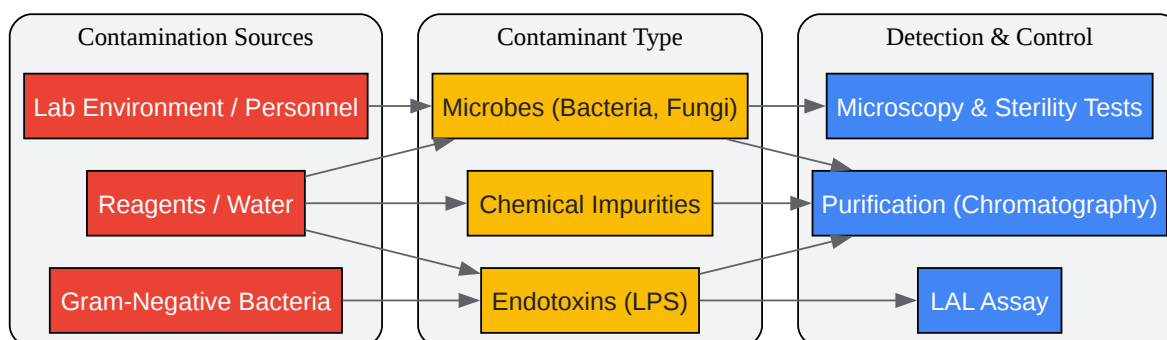 Contamination Sources
Contaminant Type
Detection & Control
Lab Environment / Personnel
Microbes (Bacteria, Fungi)
Microscopy & Sterility Tests
Reagents / Water
Chemical Impurities
Purification (Chromatography)
Gram-Negative Bacteria
Endotoxins (LPS)
LAL Assay